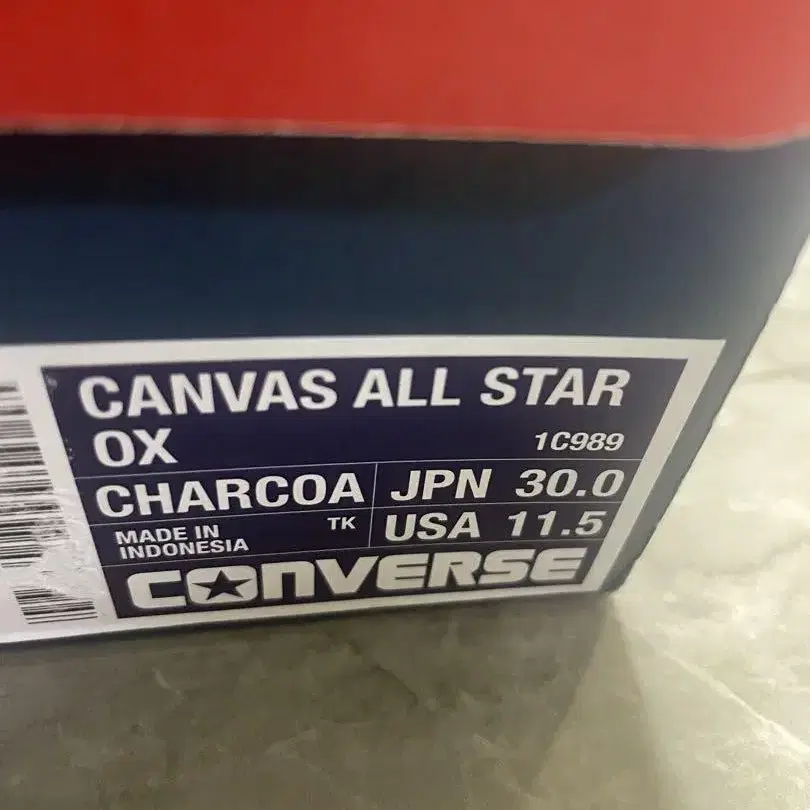 CANVAS ALL STAR
OX 1C989
CHARCOA JPN 30.0
MADE IN INDONESIA TK USA 11.5
CONVERSE